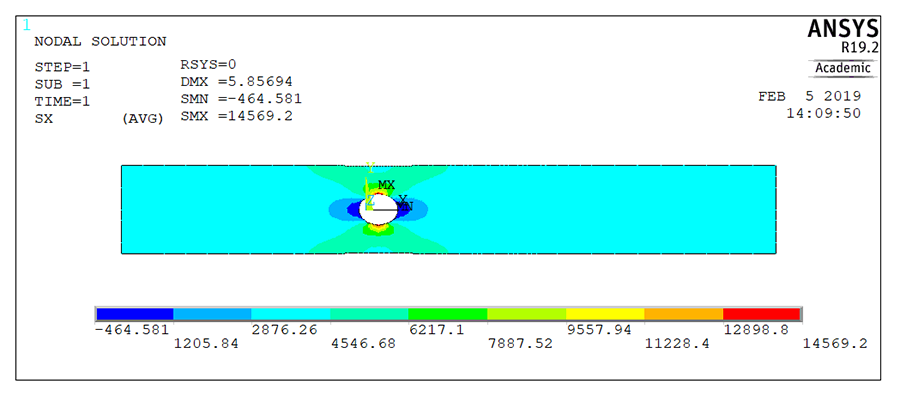 1
ANSYS
R19.2
Academic
NODAL SOLUTION
STEP=1
SUB =1
TIME=1
SX (AVG)
RSYS=0
DMX =5.85694
SMN =-464.581
SMX =14569.2
FEB 5 2019
14:09:50
Y
MX
Z
X
-464.581 2876.26 6217.1 9557.94 12898.8
1205.84 4546.68 7887.52 11228.4 14569.2